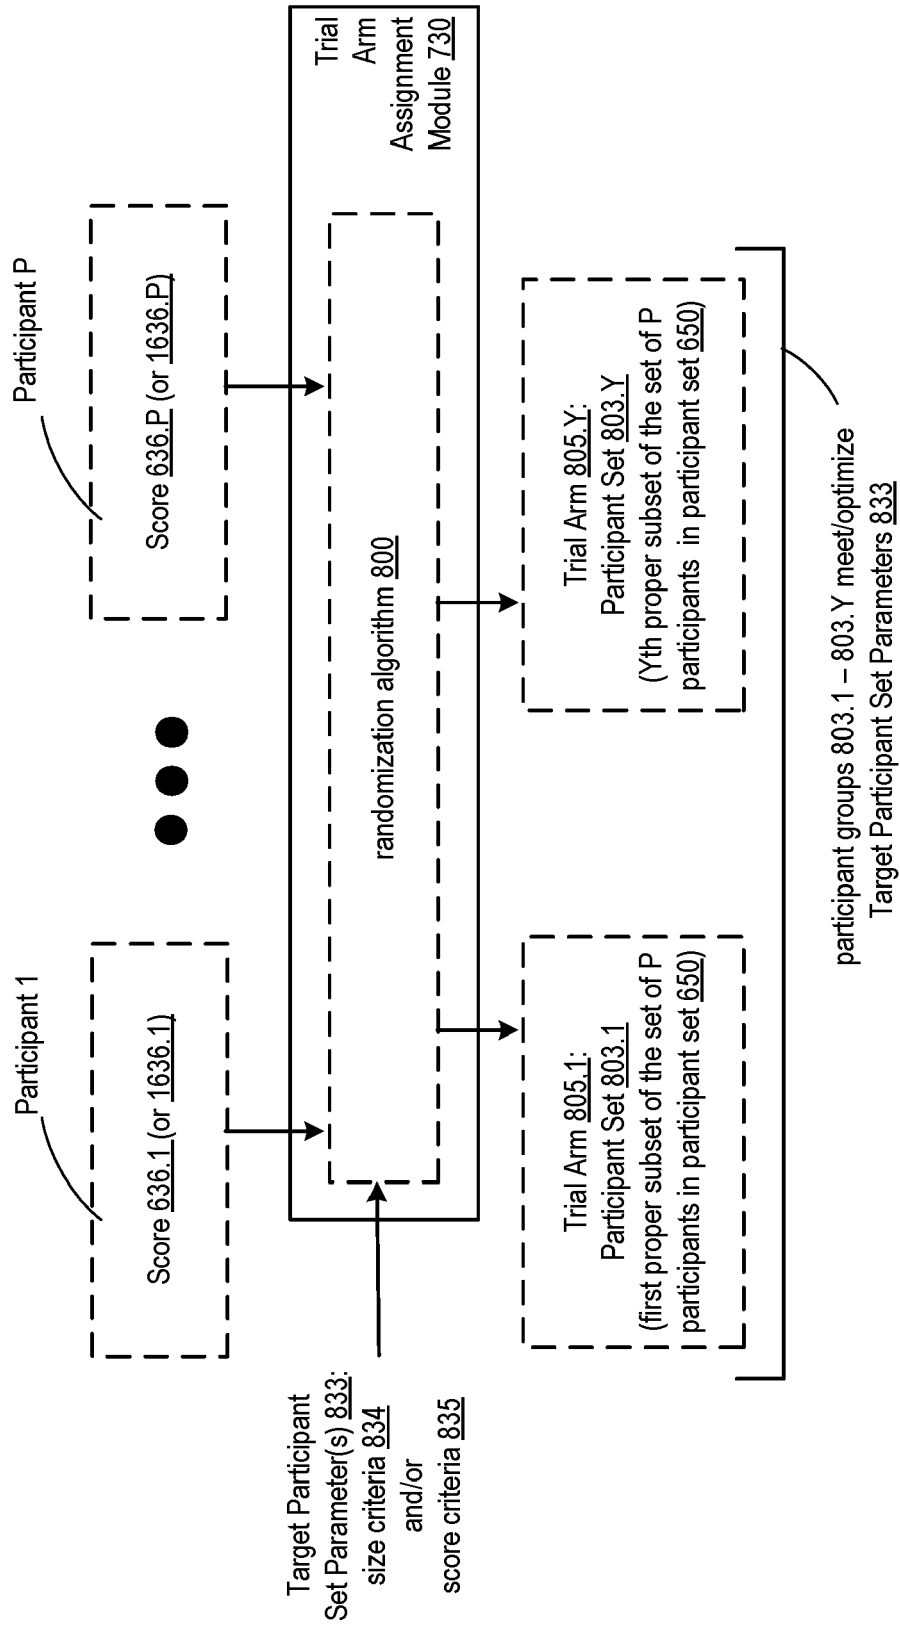 Participant 1
Participant P
Score 636.1 (or 1636.1)
Score 636.P (or 1636.P)
Target Participant
Set Parameter(s) 833:
size criteria 834
and/or
score criteria 835
randomization algorithm 800
Trial
Arm
Assignment
Module 730
Trial Arm 805.1:
Participant Set 803.1
(first proper subset of the set of P
participants in participant set 650)
Trial Arm 805.Y:
Participant Set 803.Y
(Yth proper subset of the set of P
participants in participant set 650)
participant groups 803.1 – 803.Y meet/optimize
Target Participant Set Parameters 833